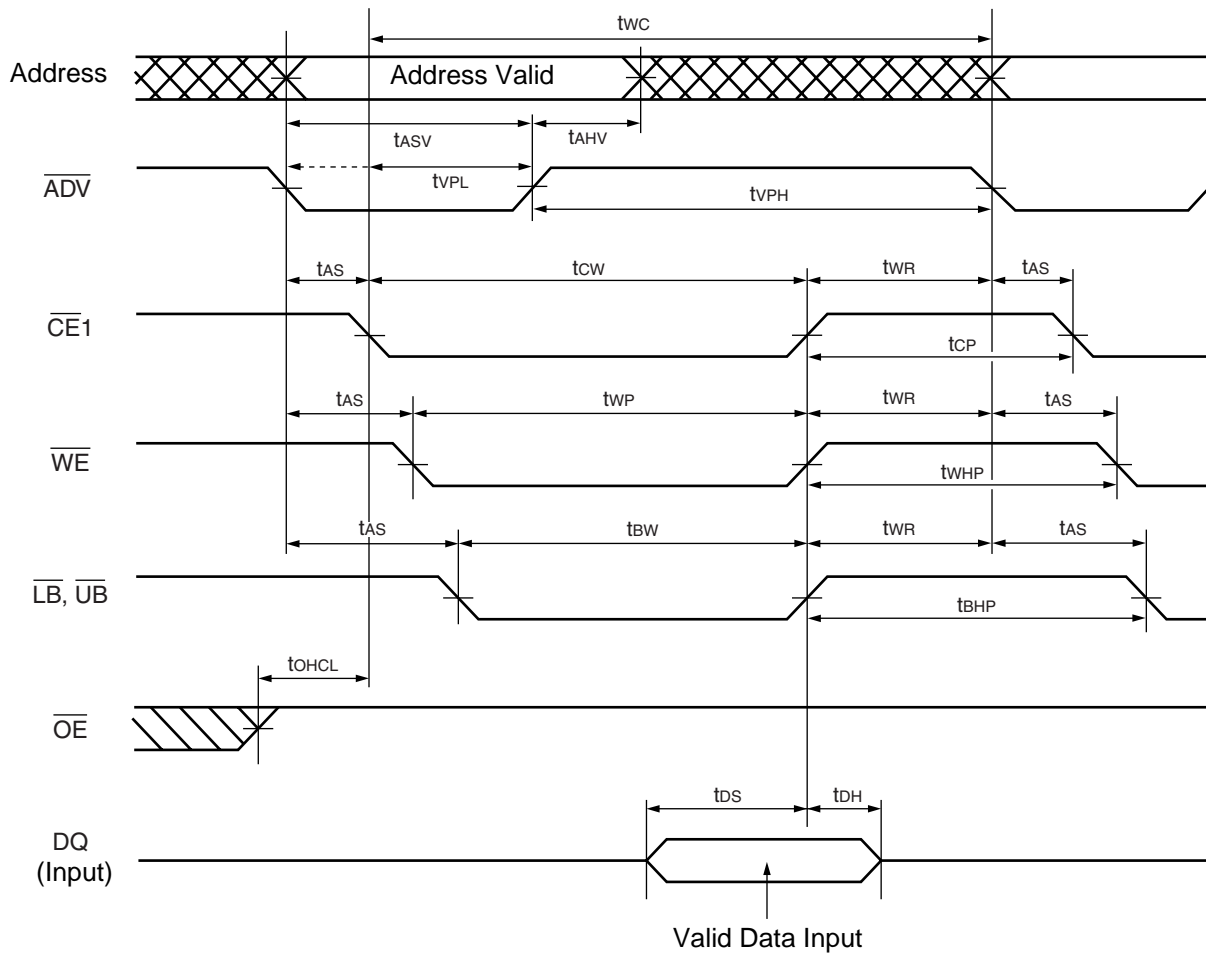 tWC
Address
Address Valid
tASV
tAHV
ADV
tVPL
tVPH
tAS
tCW
tWR
tAS
CE1
tCP
tAS
tWP
tWR
tAS
WE
tWHP
tAS
tBW
tWR
tAS
LB, UB
tBHP
tOHCL
OE
tDS
tDH
DQ
(Input)
Valid Data Input